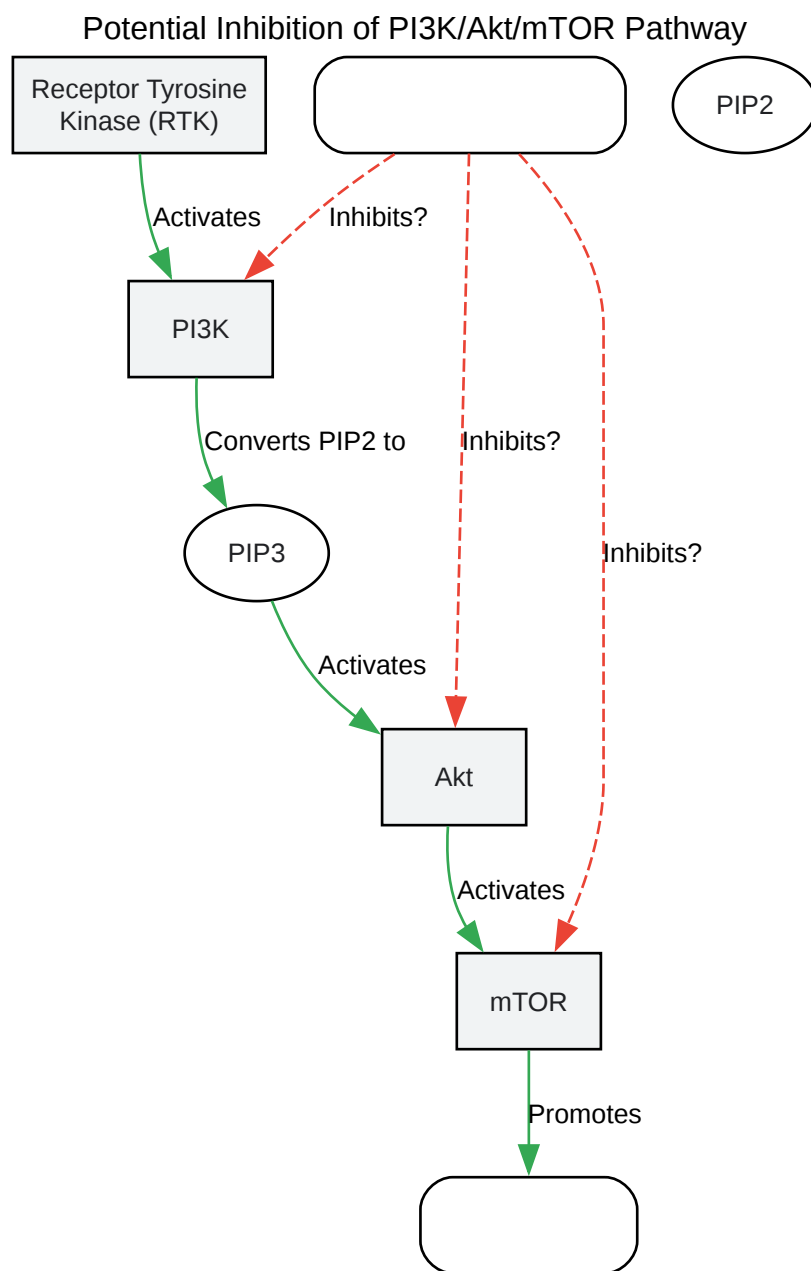 Potential Inhibition of PI3K/Akt/mTOR Pathway
Receptor Tyrosine
Kinase (RTK)
PIP2
Activates
Inhibits?
PI3K
Converts PIP2 to
Inhibits?
PIP3
Inhibits?
Activates
Akt
Activates
mTOR
Promotes